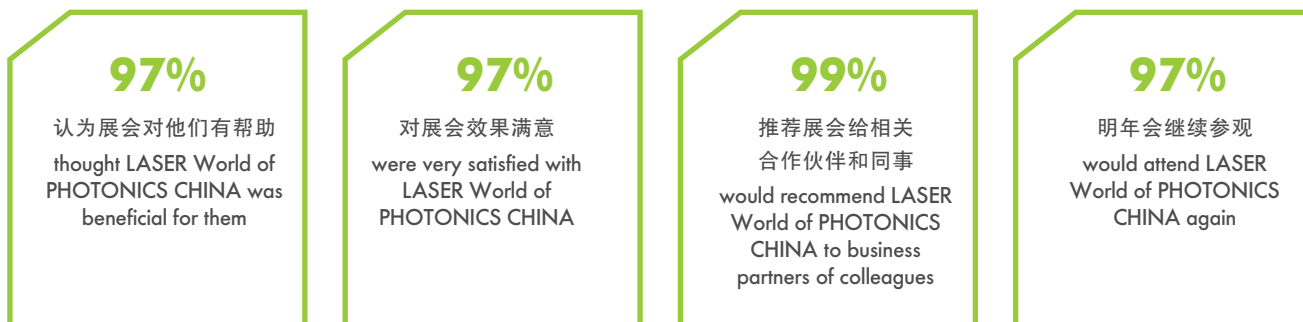 97%
认为展会对他们有帮助
thought LASER World of
PHOTONICS CHINA was
beneficial for them
97%
对展会效果满意
were very satisfied with
LASER World of
PHOTONICS CHINA
99%
推荐展会给相关
合作伙伴和同事
would recommend LASER
World of PHOTONICS
CHINA to business
partners of colleagues
97%
明年会继续参观
would attend LASER
World of PHOTONICS
CHINA again